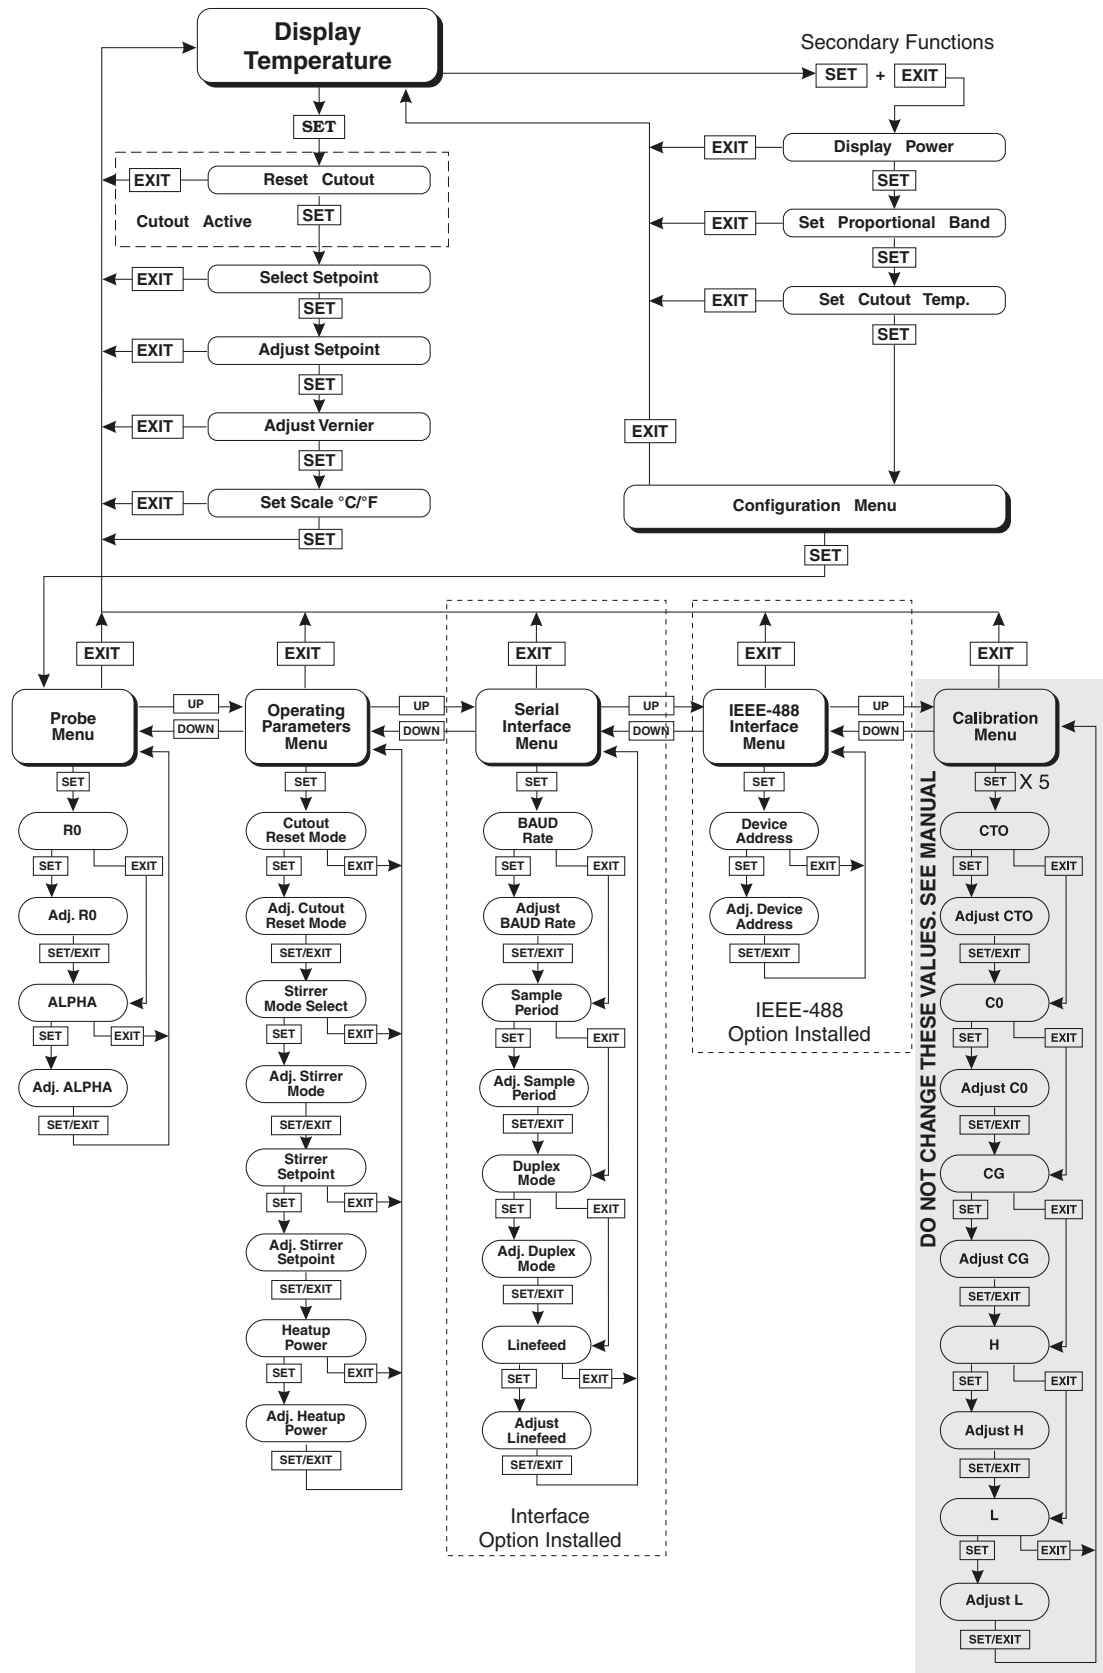 Display
Temperature
Secondary Functions
SET + EXIT
SET
EXIT Reset Cutout
Cutout Active SET
EXIT Select Setpoint
SET
EXIT Adjust Setpoint
SET
EXIT Adjust Vernier
SET
EXIT Set Scale °C/°F
SET
EXIT Display Power
SET
EXIT Set Proportional Band
SET
EXIT Set Cutout Temp.
SET
EXIT
Configuration Menu
SET
EXIT EXIT EXIT EXIT EXIT
UP UP UP UP
DOWN DOWN DOWN DOWN
Probe
Menu
SET
R0
SET EXIT
Adj. R0
SET/EXIT
ALPHA
SET EXIT
Adj. ALPHA
SET/EXIT
Operating
Parameters
Menu
SET
Cutout
Reset Mode
SET EXIT
Adj. Cutout
Reset Mode
SET/EXIT
Stirrer
Mode Select
SET EXIT
Adj. Stirrer
Mode
SET/EXIT
Stirrer
Setpoint
SET EXIT
Adj. Stirrer
Setpoint
SET/EXIT
Heatup
Power
SET EXIT
Adj. Heatup
Power
SET/EXIT
Serial
Interface
Menu
SET
BAUD
Rate
SET EXIT
Adjust
BAUD Rate
SET/EXIT
Sample
Period
SET EXIT
Adj. Sample
Period
SET/EXIT
Duplex
Mode
SET EXIT
Adj. Duplex
Mode
SET/EXIT
Linefeed
SET EXIT
Adjust
Linefeed
SET/EXIT
Interface
Option Installed
IEEE-488
Interface
Menu
SET
Device
Address
SET EXIT
Adj. Device
Address
SET/EXIT
IEEE-488
Option Installed
DO NOT CHANGE THESE VALUES. SEE MANUAL
Calibration
Menu
SET X 5
CTO
SET EXIT
Adjust CTO
SET/EXIT
C0
SET EXIT
Adjust C0
SET/EXIT
CG
SET EXIT
Adjust CG
SET/EXIT
H
SET EXIT
Adjust H
SET/EXIT
L
SET EXIT
Adjust L
SET/EXIT